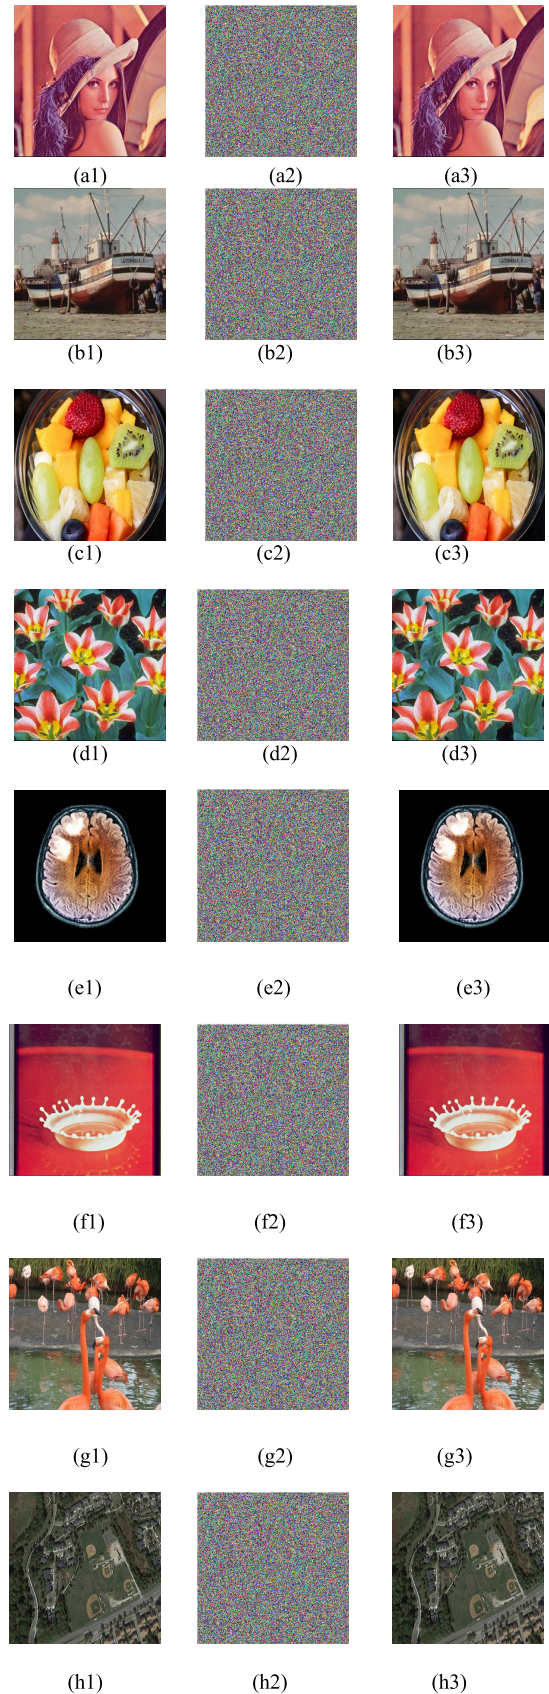 (a1) (a2) (a3)
(b1) (b2) (b3)
(c1) (c2) (c3)
(d1) (d2) (d3)
(e1) (e2) (e3)
(f1) (f2) (f3)
(g1) (g2) (g3)
(h1) (h2) (h3)